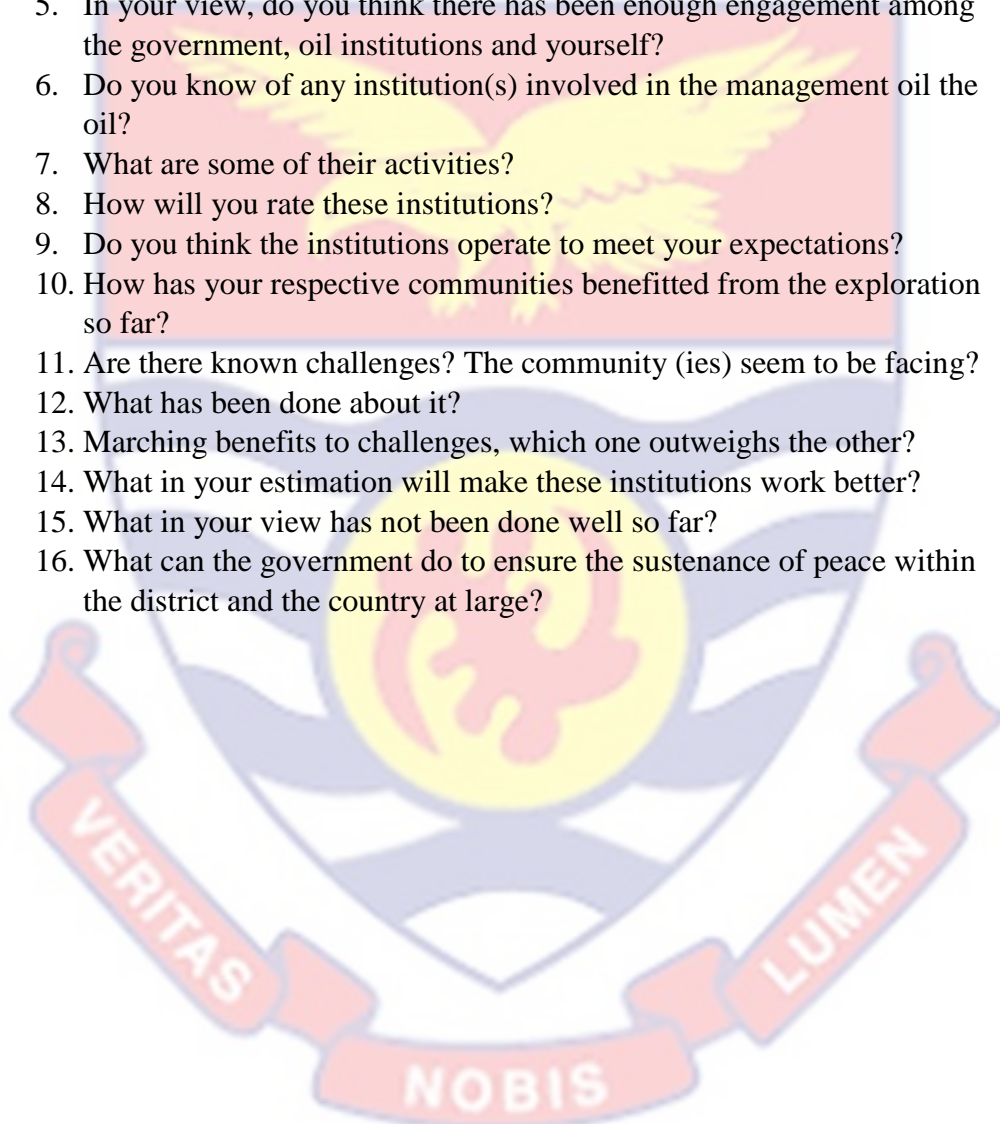 5. In your view, do you think there has been enough engagement among
the government, oil institutions and yourself?
6. Do you know of any institution(s) involved in the management oil the
oil?
7. What are some of their activities?
8. How will you rate these institutions?
9. Do you think the institutions operate to meet your expectations?
10. How has your respective communities benefitted from the exploration
so far?
11. Are there known challenges? The community (ies) seem to be facing?
12. What has been done about it?
13. Marching benefits to challenges, which one outweighs the other?
14. What in your estimation will make these institutions work better?
15. What in your view has not been done well so far?
16. What can the government do to ensure the sustenance of peace within
the district and the country at large?
VERITAS
NOBIS
LUMEN